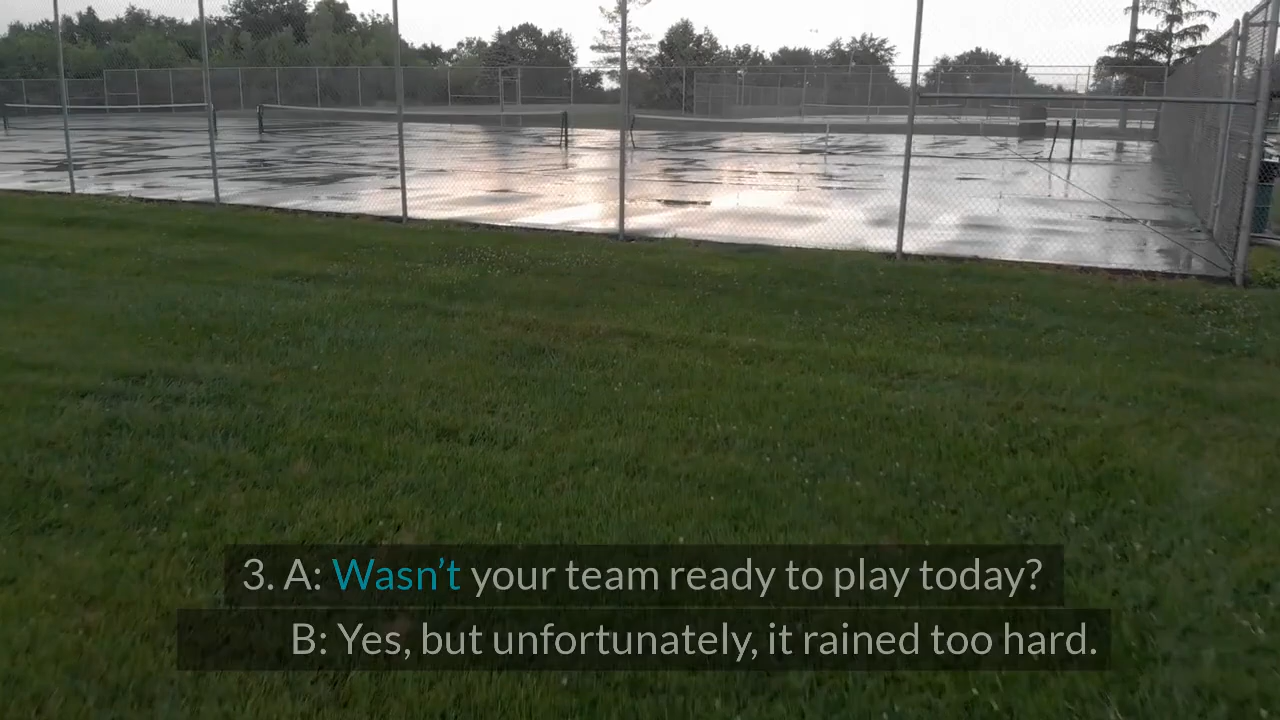 3. A: Wasn’t your team ready to play today?
B: Yes, but unfortunately, it rained too hard.